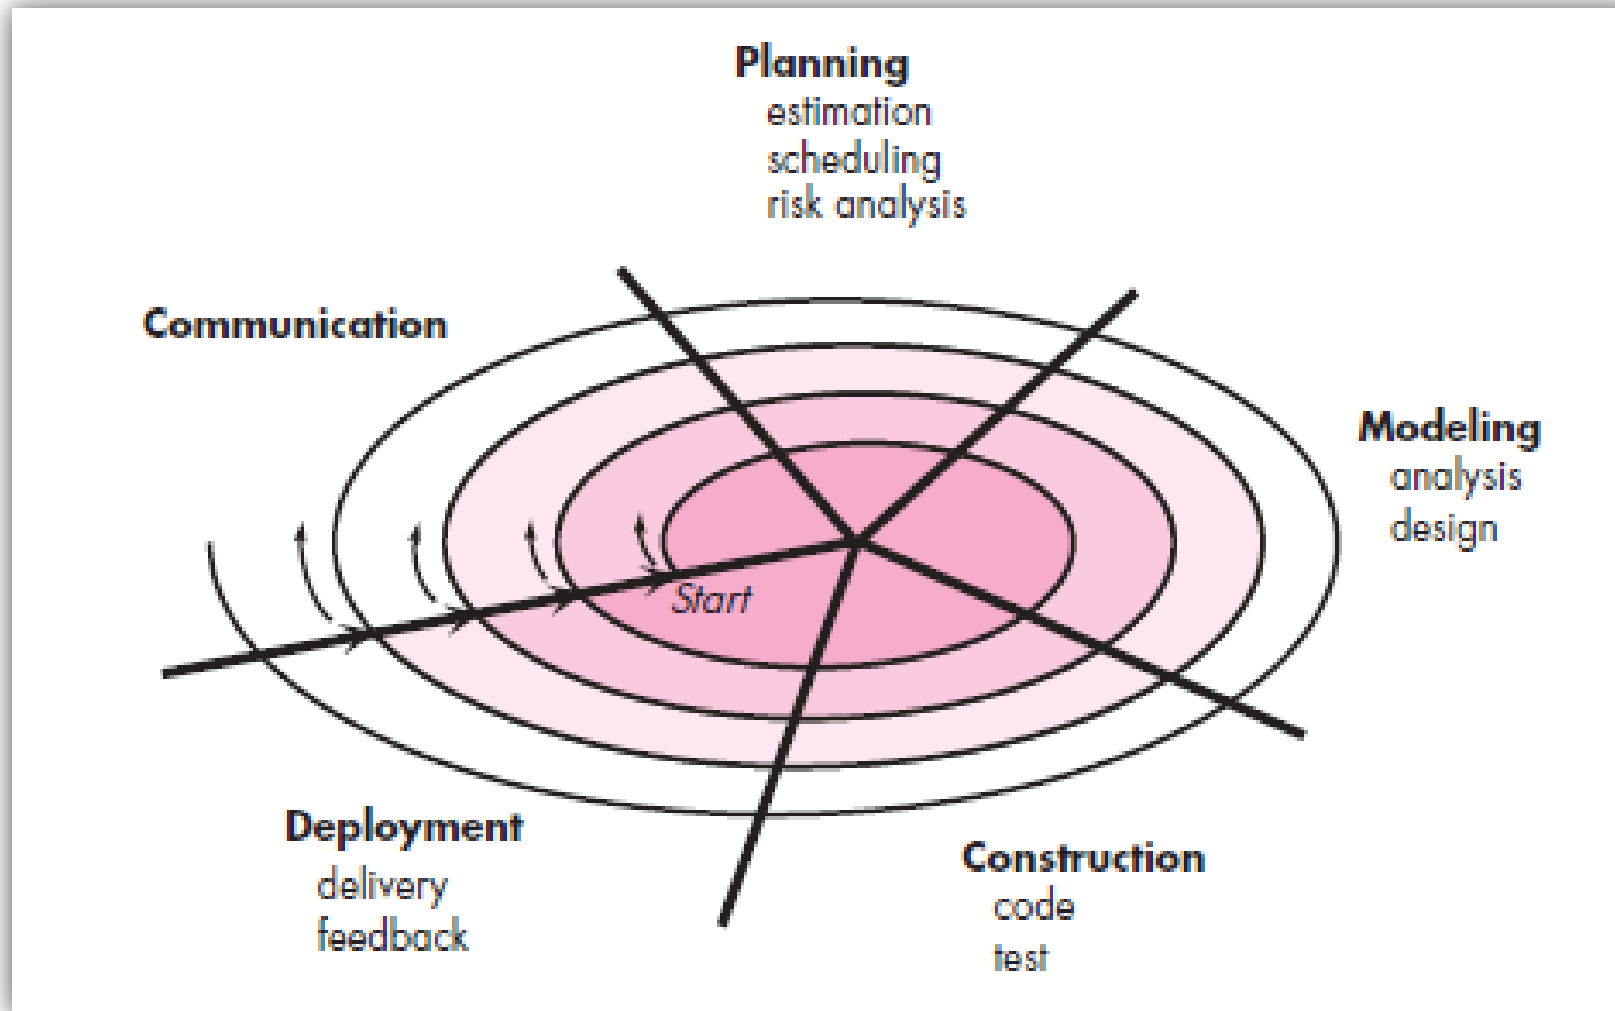 Planning
estimation
scheduling
risk analysis
Communication
Modeling
analysis
design
Start
Deployment
delivery
feedback
Construction
code
test